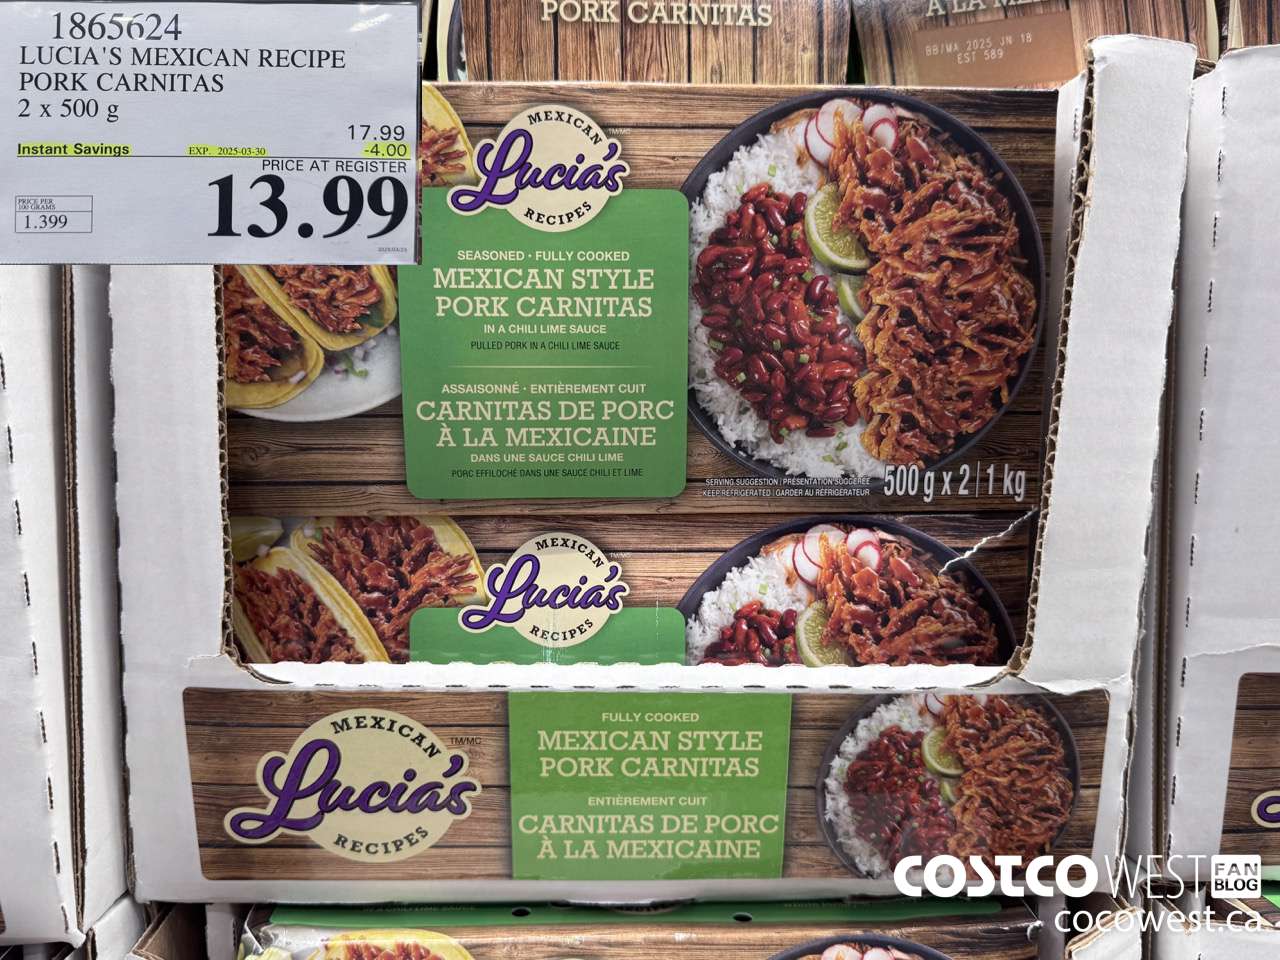 1865624
LUCIA'S MEXICAN RECIPE
PORK CARNITAS
2 x 500 g
17.99
Instant Savings EXP. 2025-03-30 -4.00
PRICE AT REGISTER
13.99
PRICE PER
100 GRAMS
1.399
PORK CARNITAS
BB/MA 2025 JN 18
EST 589
MEXICAN
Lucia's
TM/MC
RECIPES
SEASONED · FULLY COOKED
MEXICAN STYLE
PORK CARNITAS
IN A CHILI LIME SAUCE
PULLED PORK IN A CHILI LIME SAUCE
ASSAISONNÉ · ENTIÈREMENT CUIT
CARNITAS DE PORC
À LA MEXICAINE
DANS UNE SAUCE CHILI LIME
PORC EFFILOCHÉ DANS UNE SAUCE CHILI ET LIME
SERVING SUGGESTION | PRÉSENTATION SUGGÉRÉE
KEEP REFRIGERATED | GARDER AU RÉFRIGÉRATEUR
500 g x 2 | 1 kg
MEXICAN
Lucia's
TM/MC
RECIPES
MEXICAN
Lucia's
TM/MC
RECIPES
FULLY COOKED
MEXICAN STYLE
PORK CARNITAS
ENTIÈREMENT CUIT
CARNITAS DE PORC
À LA MEXICAINE
COSTCO WEST FAN BLOG
cocowest.ca